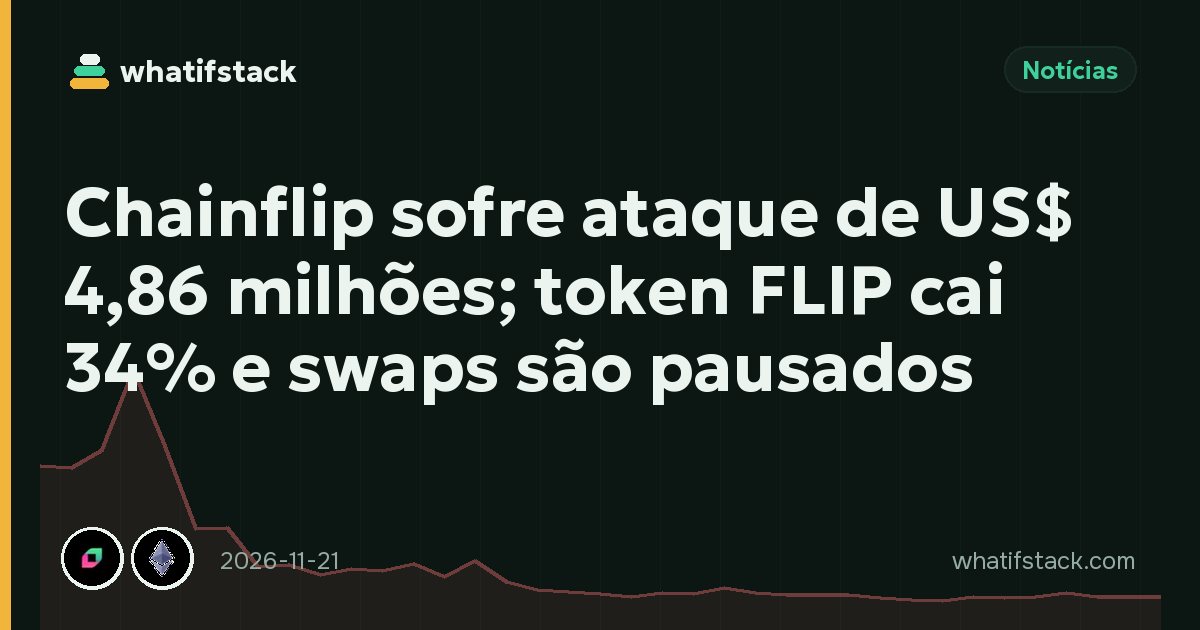 whatifstack
Notícias
Chainflip sofre ataque de US$
4,86 milhões; token FLIP cai
34% e swaps são pausados
2026-11-21
whatifstack.com